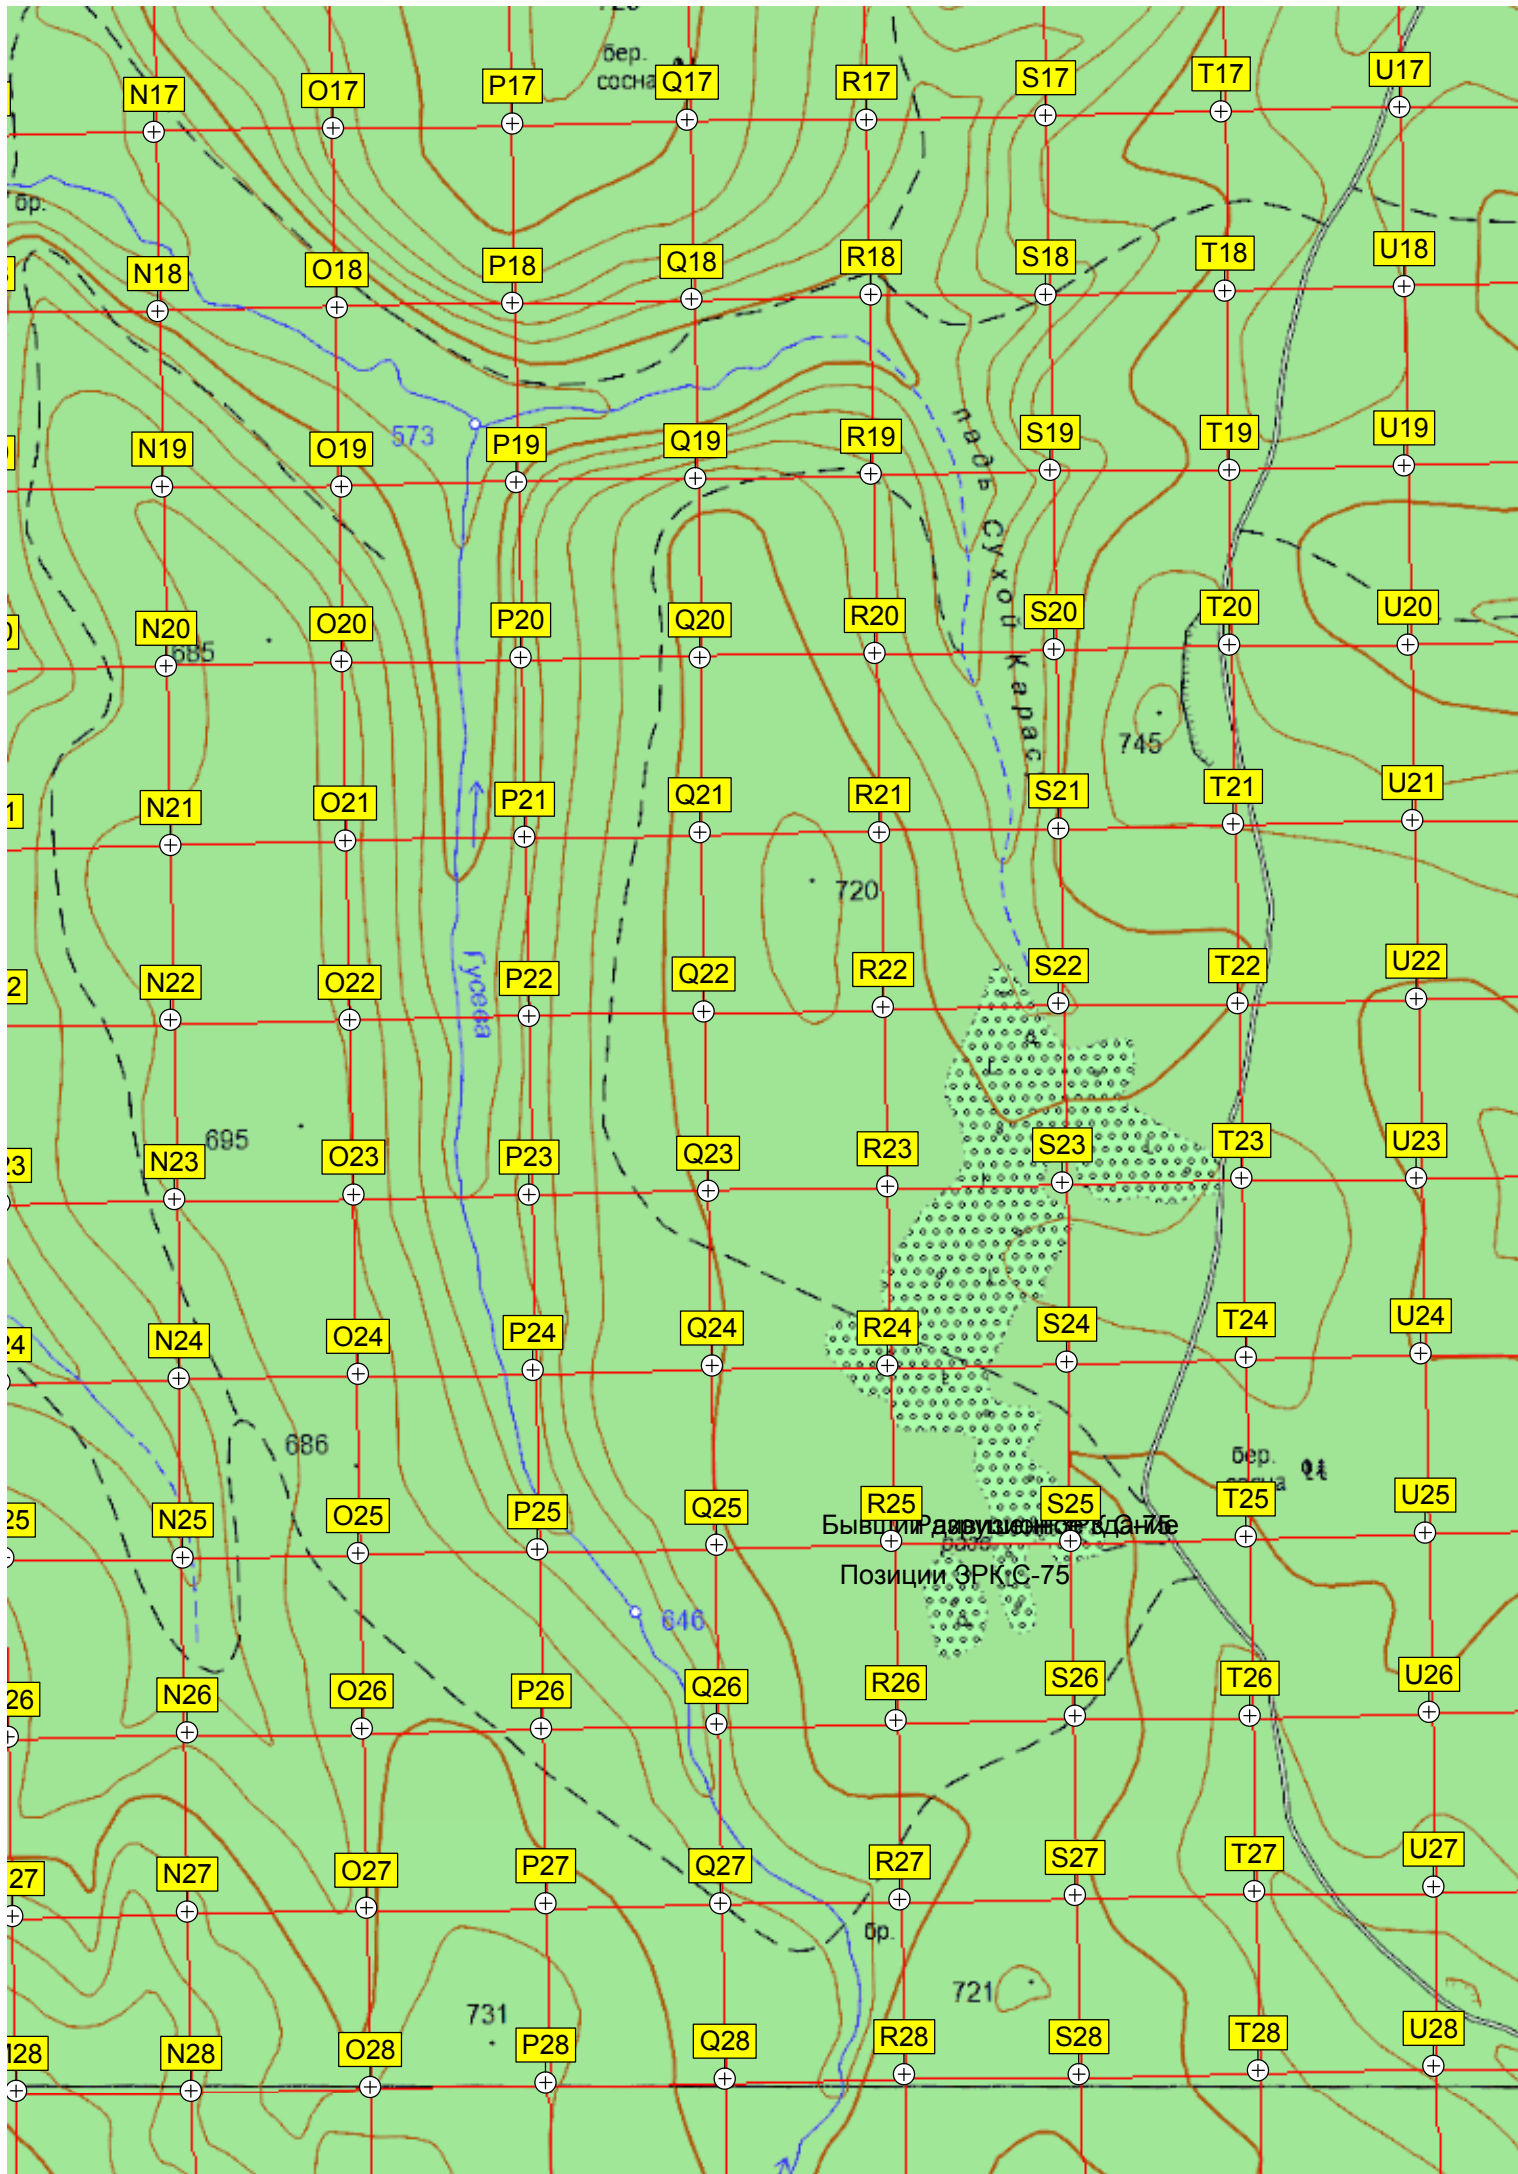 бер.
сосна
N17 O17 P17 Q17 R17 S17 T17 U17
бр.
N18 O18 P18 Q18 R18 S18 T18 U18
573
падь Сухой Карас
N19 O19 P19 Q19 R19 S19 T19 U19
N20 O20 P20 Q20 R20 S20 T20 U20
685
745
N21 O21 P21 Q21 R21 S21 T21 U21
720
Гусева
N22 O22 P22 Q22 R22 S22 T22 U22
695
N23 O23 P23 Q23 R23 S23 T23 U23
N24 O24 P24 Q24 R24 S24 T24 U24
686
бер.
N25 O25 P25 Q25 R25 S25 T25 U25
Позиции ЗРК С-75
646
N26 O26 P26 Q26 R26 S26 T26 U26
N27 O27 P27 Q27 R27 S27 T27 U27
бр.
721
731
N28 O28 P28 Q28 R28 S28 T28 U28